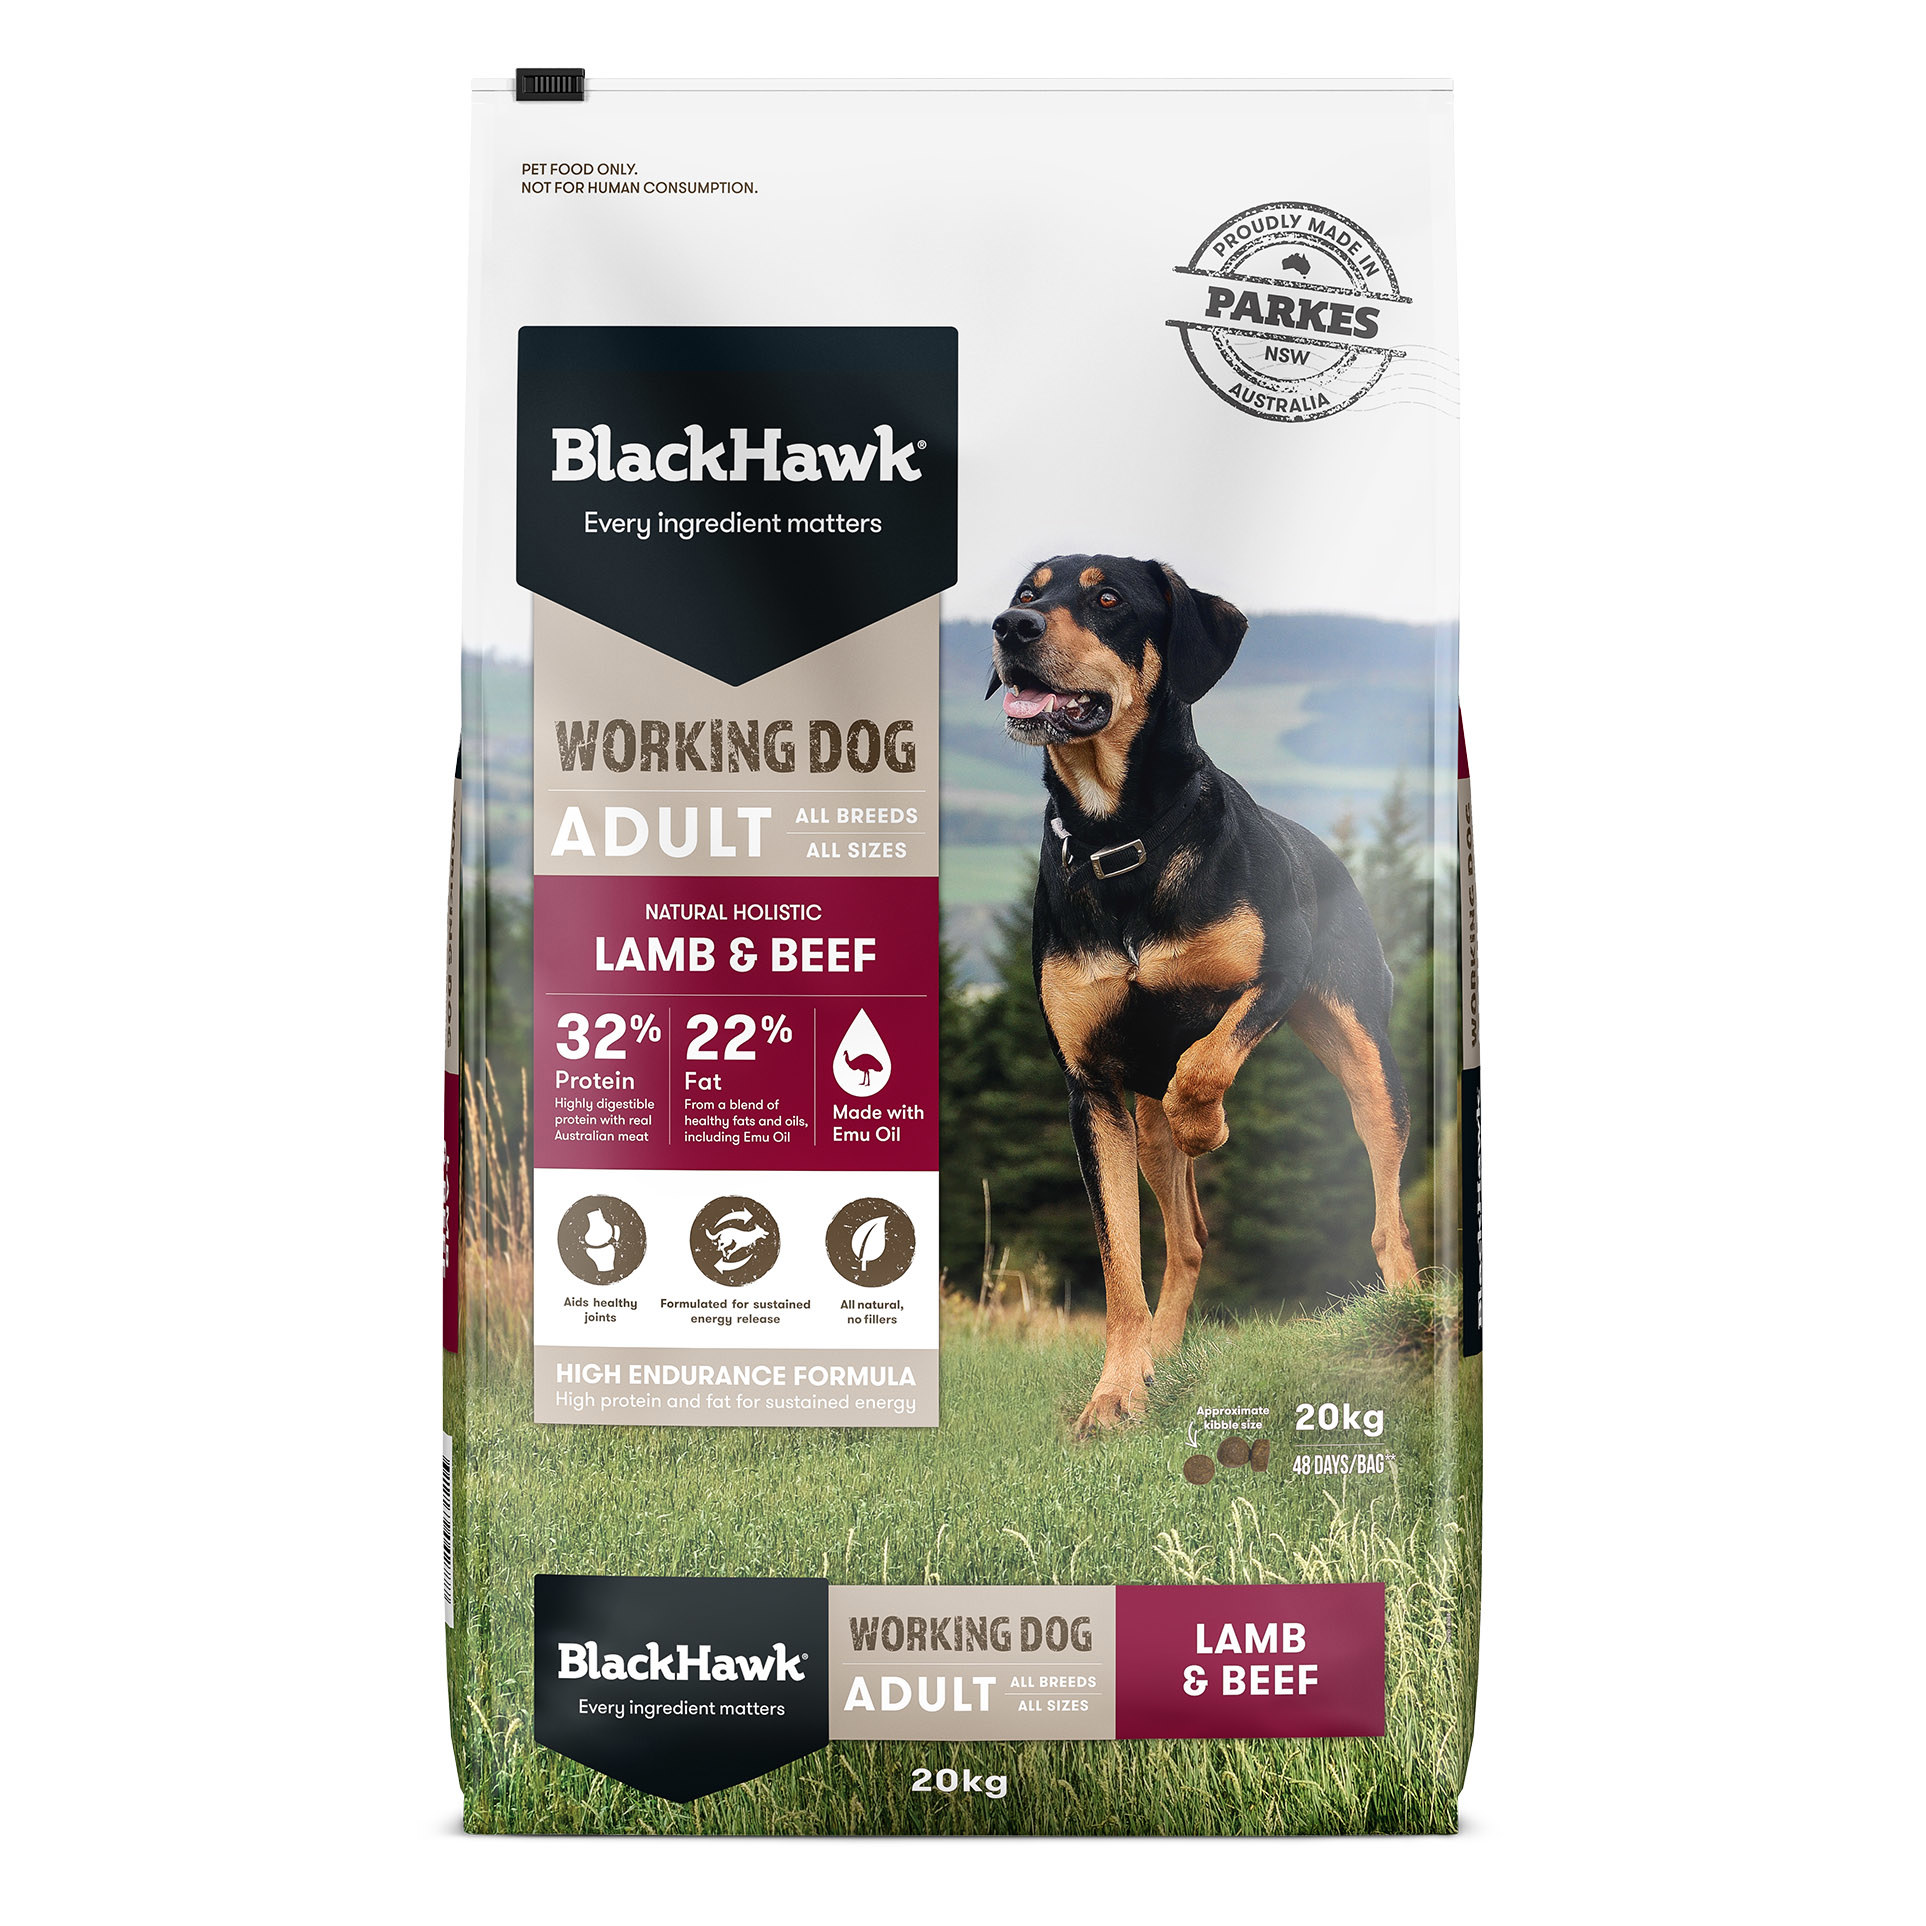 PET FOOD ONLY.
NOT FOR HUMAN CONSUMPTION.
PROUDLY MADE IN
PARKES
NSW
AUSTRALIA
BlackHawk®
Every ingredient matters
WORKING DOG
ADULT
ALL BREEDS
ALL SIZES
NATURAL HOLISTIC
LAMB & BEEF
32%
Protein
Highly digestible
protein with real
Australian meat
22%
Fat
From a blend of
healthy fats and oils,
including Emu Oil
Made with
Emu Oil
Aids healthy
joints
Formulated for sustained
energy release
All natural,
no fillers
HIGH ENDURANCE FORMULA
High protein and fat for sustained energy
Approximate
kibble size
20kg
48 DAYS/BAG**
BlackHawk®
Every ingredient matters
WORKING DOG
ADULT
ALL BREEDS
ALL SIZES
LAMB
& BEEF
20kg